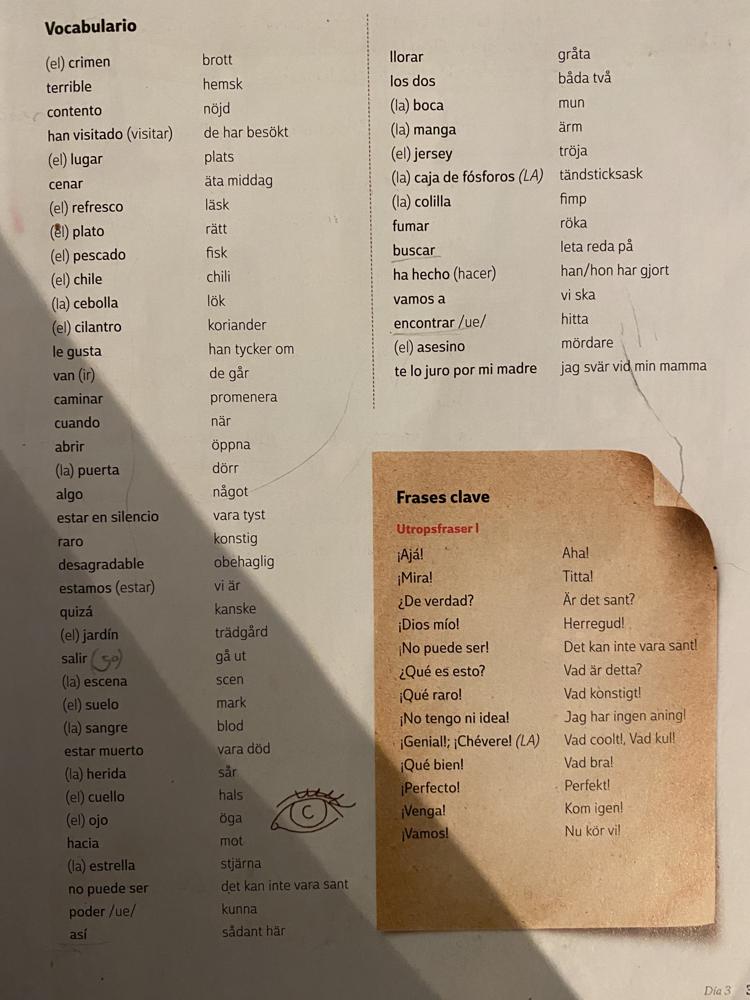 Vocabulario
(el) crimen brott
terrible hemsk
contento nöjd
han visitado (visitar) de har besökt
(el) lugar plats
cenar äta middag
(el) refresco läsk
(el) plato rätt
(el) pescado fisk
(el) chile chili
(la) cebolla lök
(el) cilantro koriander
le gusta han tycker om
van (ir) de går
caminar promenera
cuando när
abrir öppna
(la) puerta dörr
algo något
estar en silencio vara tyst
raro konstig
desagradable obehaglig
estamos (estar) vi är
quizá kanske
(el) jardín trädgård
salir (go) gå ut
(la) escena scen
(el) suelo mark
(la) sangre blod
estar muerto vara död
(la) herida sår
(el) cuello hals
(el) ojo öga
C
hacia mot
(la) estrella stjärna
no puede ser det kan inte vara sant
poder /ue/ kunna
así sådant här
llorar gråta
los dos båda två
(la) boca mun
(la) manga ärm
(el) jersey tröja
(la) caja de fósforos (LA) tändsticksask
(la) colilla fimp
fumar röka
buscar leta reda på
ha hecho (hacer) han/hon har gjort
vamos a vi ska
encontrar /ue/ hitta
(el) asesino mördare
te lo juro por mi madre jag svär vid min mamma
Frases clave
Utropsfraser I
¡Ajá! Aha!
¡Mira! Titta!
¿De verdad? Är det sant?
¡Dios mío! Herregud!
¡No puede ser! Det kan inte vara sant!
¿Qué es esto? Vad är detta?
¡Qué raro! Vad konstigt!
¡No tengo ni idea! Jag har ingen aning!
¡Genial!; ¡Chévere! (LA) Vad coolt!, Vad kul!
¡Qué bien! Vad bra!
¡Perfecto! Perfekt!
¡Venga! Kom igen!
¡Vamos! Nu kör vi!
Día 3